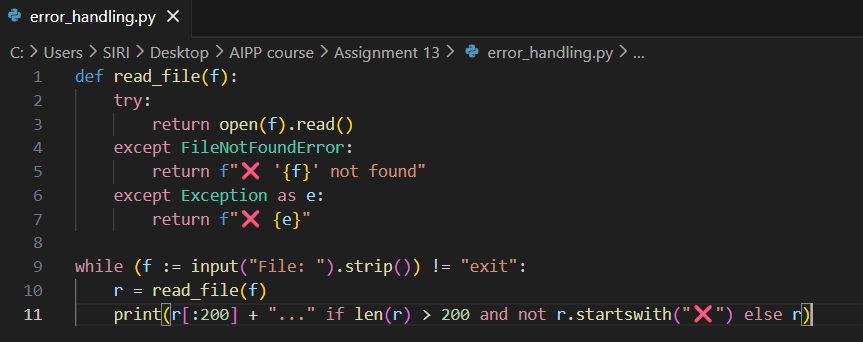 error_handling.py
C: > Users > SIRI > Desktop > AIPP course > Assignment 13 > error_handling.py > ...
1 def read_file(f):
2     try:
3         return open(f).read()
4     except FileNotFoundError:
5         return f"❌ '{f}' not found"
6     except Exception as e:
7         return f"❌ {e}"
8
9 while (f := input("File: ").strip()) != "exit":
10     r = read_file(f)
11     print(r[:200] + "..." if len(r) > 200 and not r.startswith("❌") else r)